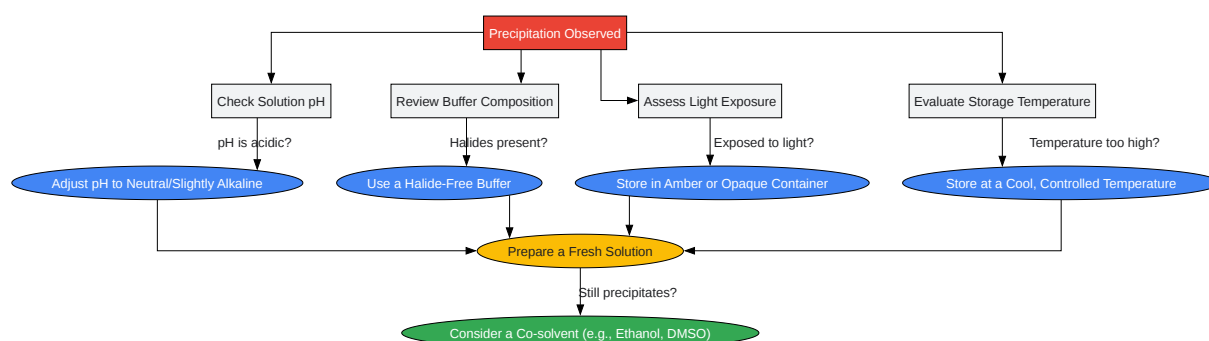 Precipitation Observed
Check Solution pH
Review Buffer Composition
Assess Light Exposure
Evaluate Storage Temperature
pH is acidic?
Halides present?
Exposed to light?
Temperature too high?
Adjust pH to Neutral/Slightly Alkaline
Use a Halide-Free Buffer
Store in Amber or Opaque Container
Store at a Cool, Controlled Temperature
Prepare a Fresh Solution
Still precipitates?
Consider a Co-solvent (e.g., Ethanol, DMSO)